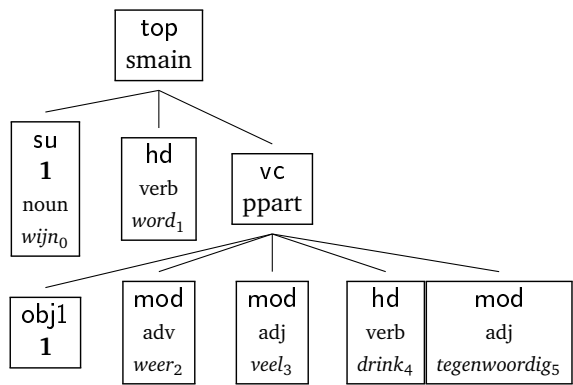 top
smain
su
1
noun
wijn0
hd
verb
word1
vc
ppart
obj1
1
mod
adv
weer2
mod
adj
veel3
hd
verb
drink4
mod
adj
tegenwoordig5